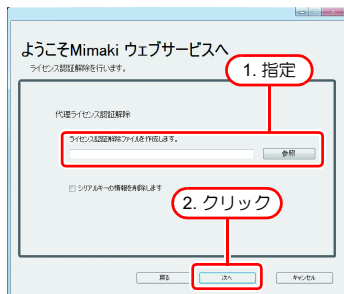 ようこそMimaki ウェブサービスへ
ライセンス認証解除を行います。
1. 指定
代理ライセンス認証解除
ライセンス認証解除ファイルを作成します。
参照
シリアルキーの情報を削除します
2. クリック
戻る
次へ
キャンセル